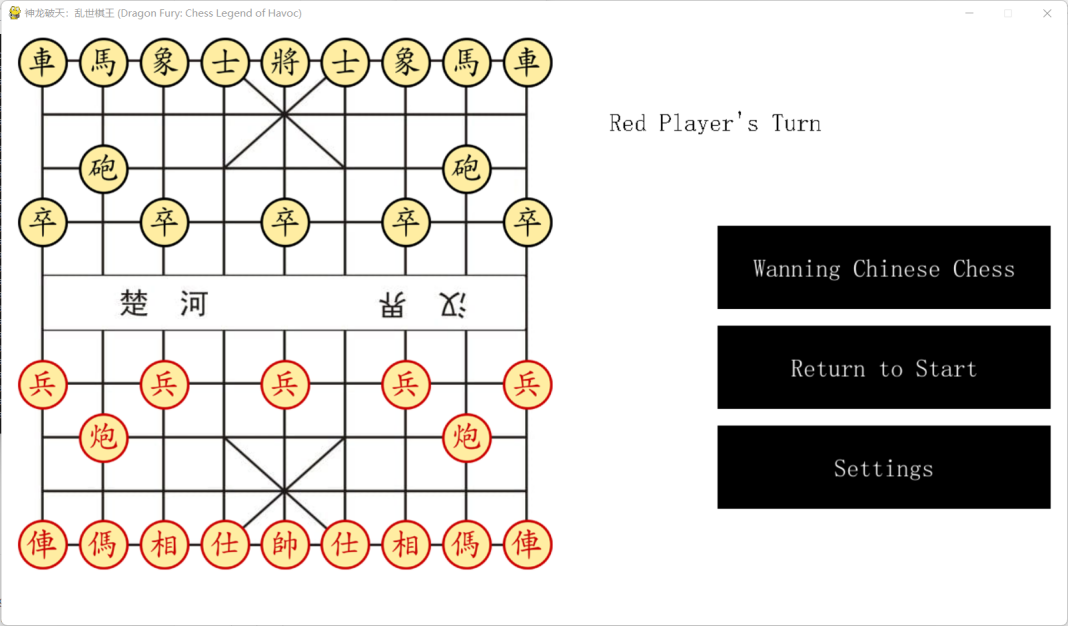 神龙破天：乱世棋王 (Dragon Fury: Chess Legend of Havoc)
車 馬 象 士 將 士 象 馬 車
Red Player's Turn
砲 砲
卒 卒 卒 卒 卒
Wanning Chinese Chess
楚 河 界 汉
Return to Start
兵 兵 兵 兵 兵
炮 炮
Settings
俥 傌 相 仕 帥 仕 相 傌 俥